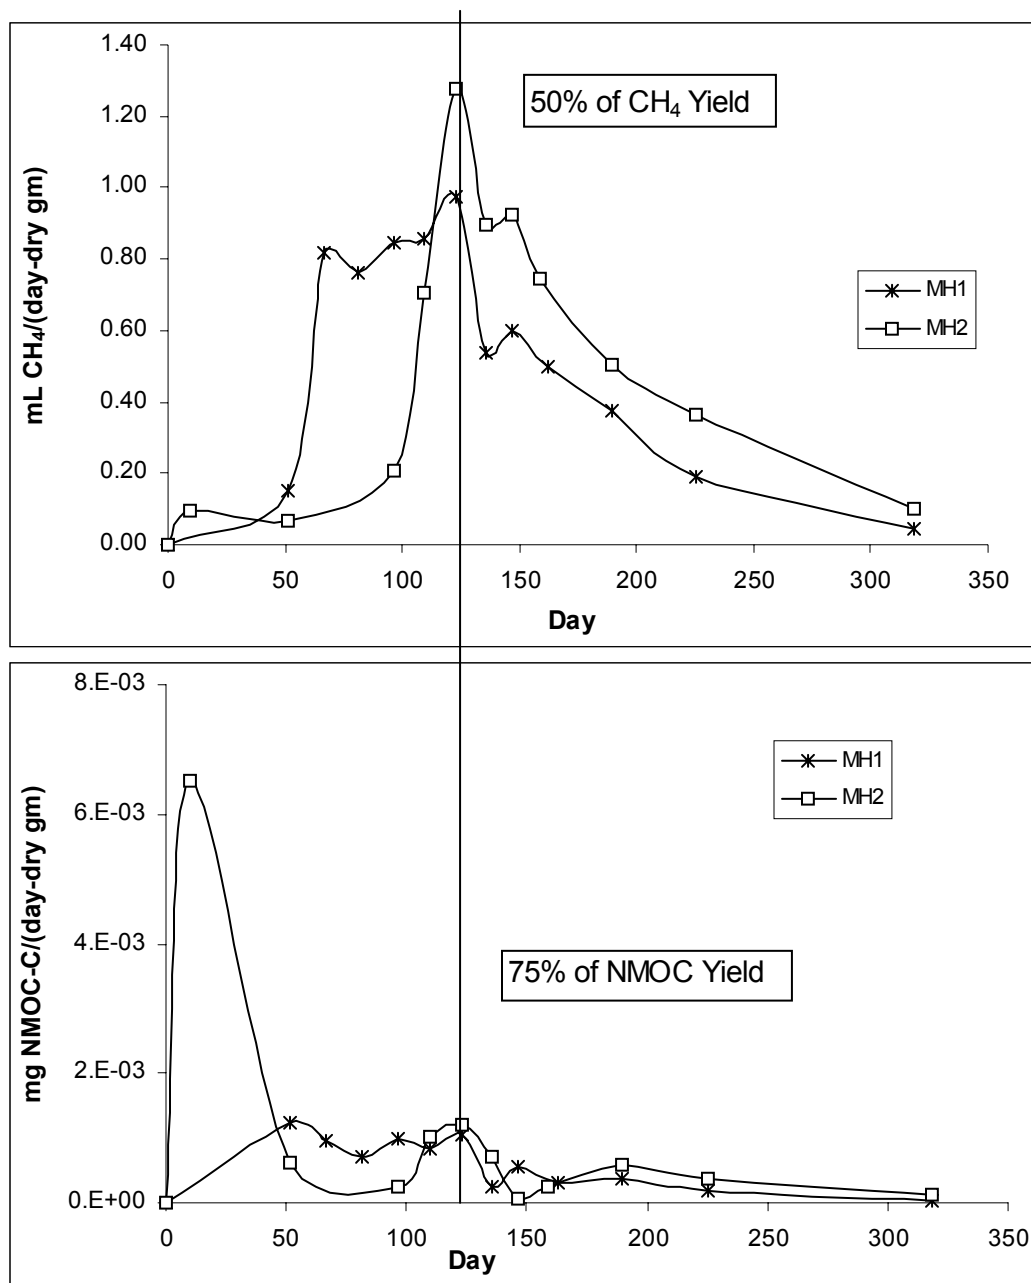 1.40
1.20
1.00
0.80
0.60
0.40
0.20
0.00
mL CH₄/(day-dry gm)
50% of CH₄ Yield
MH1
MH2
0 50 100 150 200 250 300 350
Day
8.E-03
6.E-03
4.E-03
2.E-03
0.E+00
mg NMOC-C/(day-dry gm)
MH1
MH2
75% of NMOC Yield
0 50 100 150 200 250 300 350
Day